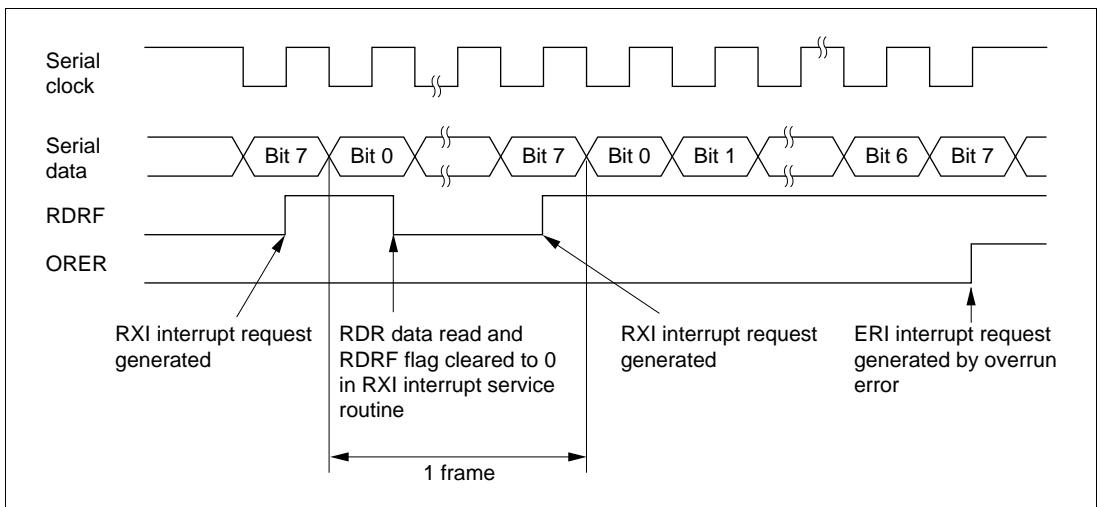 Serial
clock
Serial
data
Bit 7 Bit 0 Bit 7 Bit 0 Bit 1 Bit 6 Bit 7
RDRF
ORER
RXI interrupt request
generated
RDR data read and
RDRF flag cleared to 0
in RXI interrupt service
routine
RXI interrupt request
generated
ERI interrupt request
generated by overrun
error
1 frame